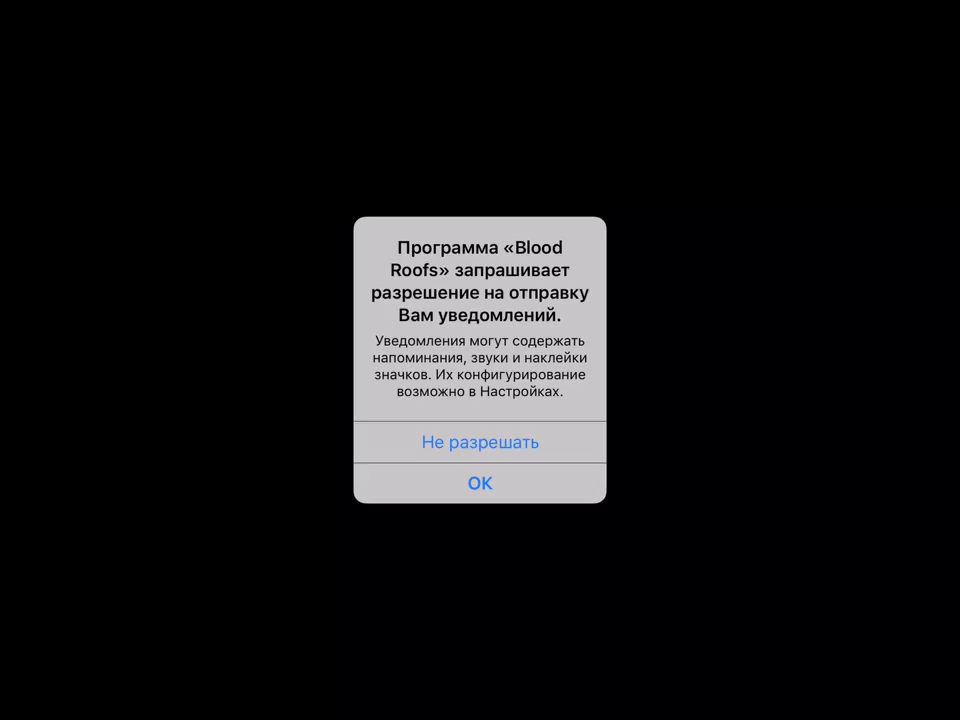 Программа «Blood
Roofs» запрашивает
разрешение на отправку
Вам уведомлений.
Уведомления могут содержать
напоминания, звуки и наклейки
значков. Их конфигурирование
возможно в Настройках.
Не разрешать
ОК